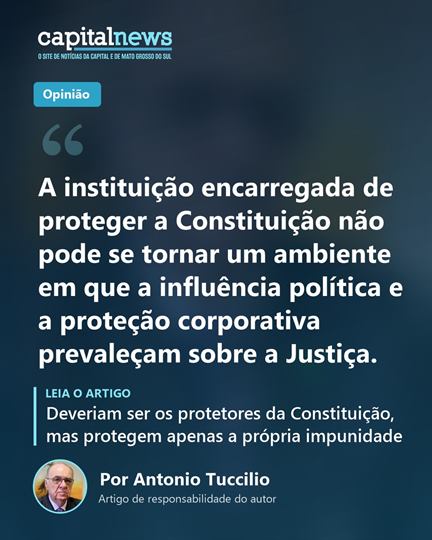 capitalnews
O SITE DE NOTÍCIAS DA CAPITAL E DE MATO GROSSO DO SUL
Opinião
“
A instituição encarregada de
proteger a Constituição não
pode se tornar um ambiente
em que a influência política e
a proteção corporativa
prevaleçam sobre a Justiça.
LEIA O ARTIGO
Deveriam ser os protetores da Constituição,
mas protegem apenas a própria impunidade
Por Antonio Tuccilio
Artigo de responsabilidade do autor